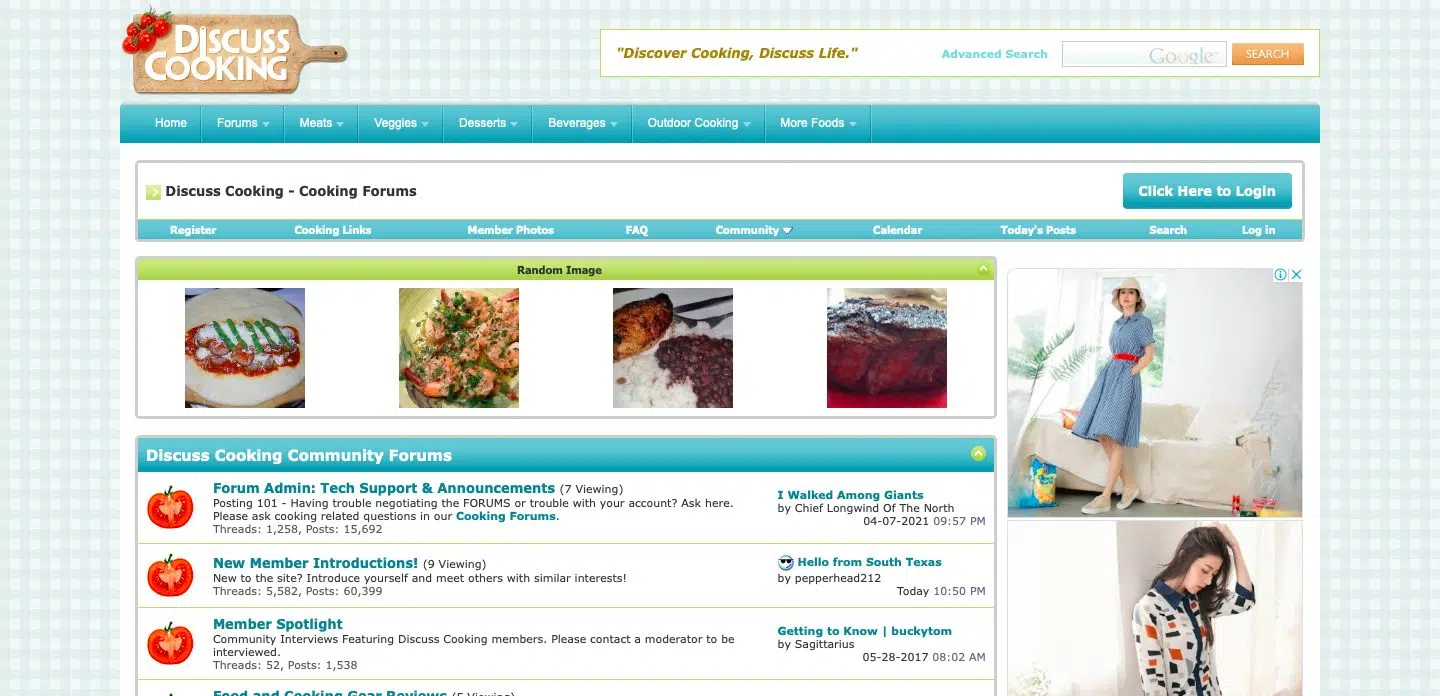 DISCUSS
COOKING
"Discover Cooking, Discuss Life."
Advanced Search
Google
SEARCH
Home
Forums
Meats
Veggies
Desserts
Beverages
Outdoor Cooking
More Foods
Discuss Cooking - Cooking Forums
Click Here to Login
Register
Cooking Links
Member Photos
FAQ
Community
Calendar
Today's Posts
Search
Log in
Random Image
Discuss Cooking Community Forums
Forum Admin: Tech Support & Announcements (7 Viewing)
Posting 101 - Having trouble negotiating the FORUMS or trouble with your account? Ask here.
Please ask cooking related questions in our Cooking Forums.
Threads: 1,258, Posts: 15,692
I Walked Among Giants
by Chief Longwind Of The North
04-07-2021 09:57 PM
New Member Introductions! (9 Viewing)
New to the site? Introduce yourself and meet others with similar interests!
Threads: 5,582, Posts: 60,399
Hello from South Texas
by pepperhead212
Today 10:50 PM
Member Spotlight
Community Interviews Featuring Discuss Cooking members. Please contact a moderator to be
interviewed.
Threads: 52, Posts: 1,538
Getting to Know | buckytom
by Sagittarius
05-28-2017 08:02 AM
Food and Cooking Gear Reviews (5 Viewing)